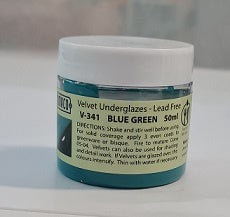 Velvet Underglazes - Lead Free
V-341 BLUE GREEN 50ml
DIRECTIONS: Shake and stir well before using.
For solid coverage apply 3 even coats to
greenware or bisque. Fire to mature Cone
05-04. Velvets can also be used for shading
and detail work. If Velvets are glazed over, the
colours intensify. Thin with water if necessary.